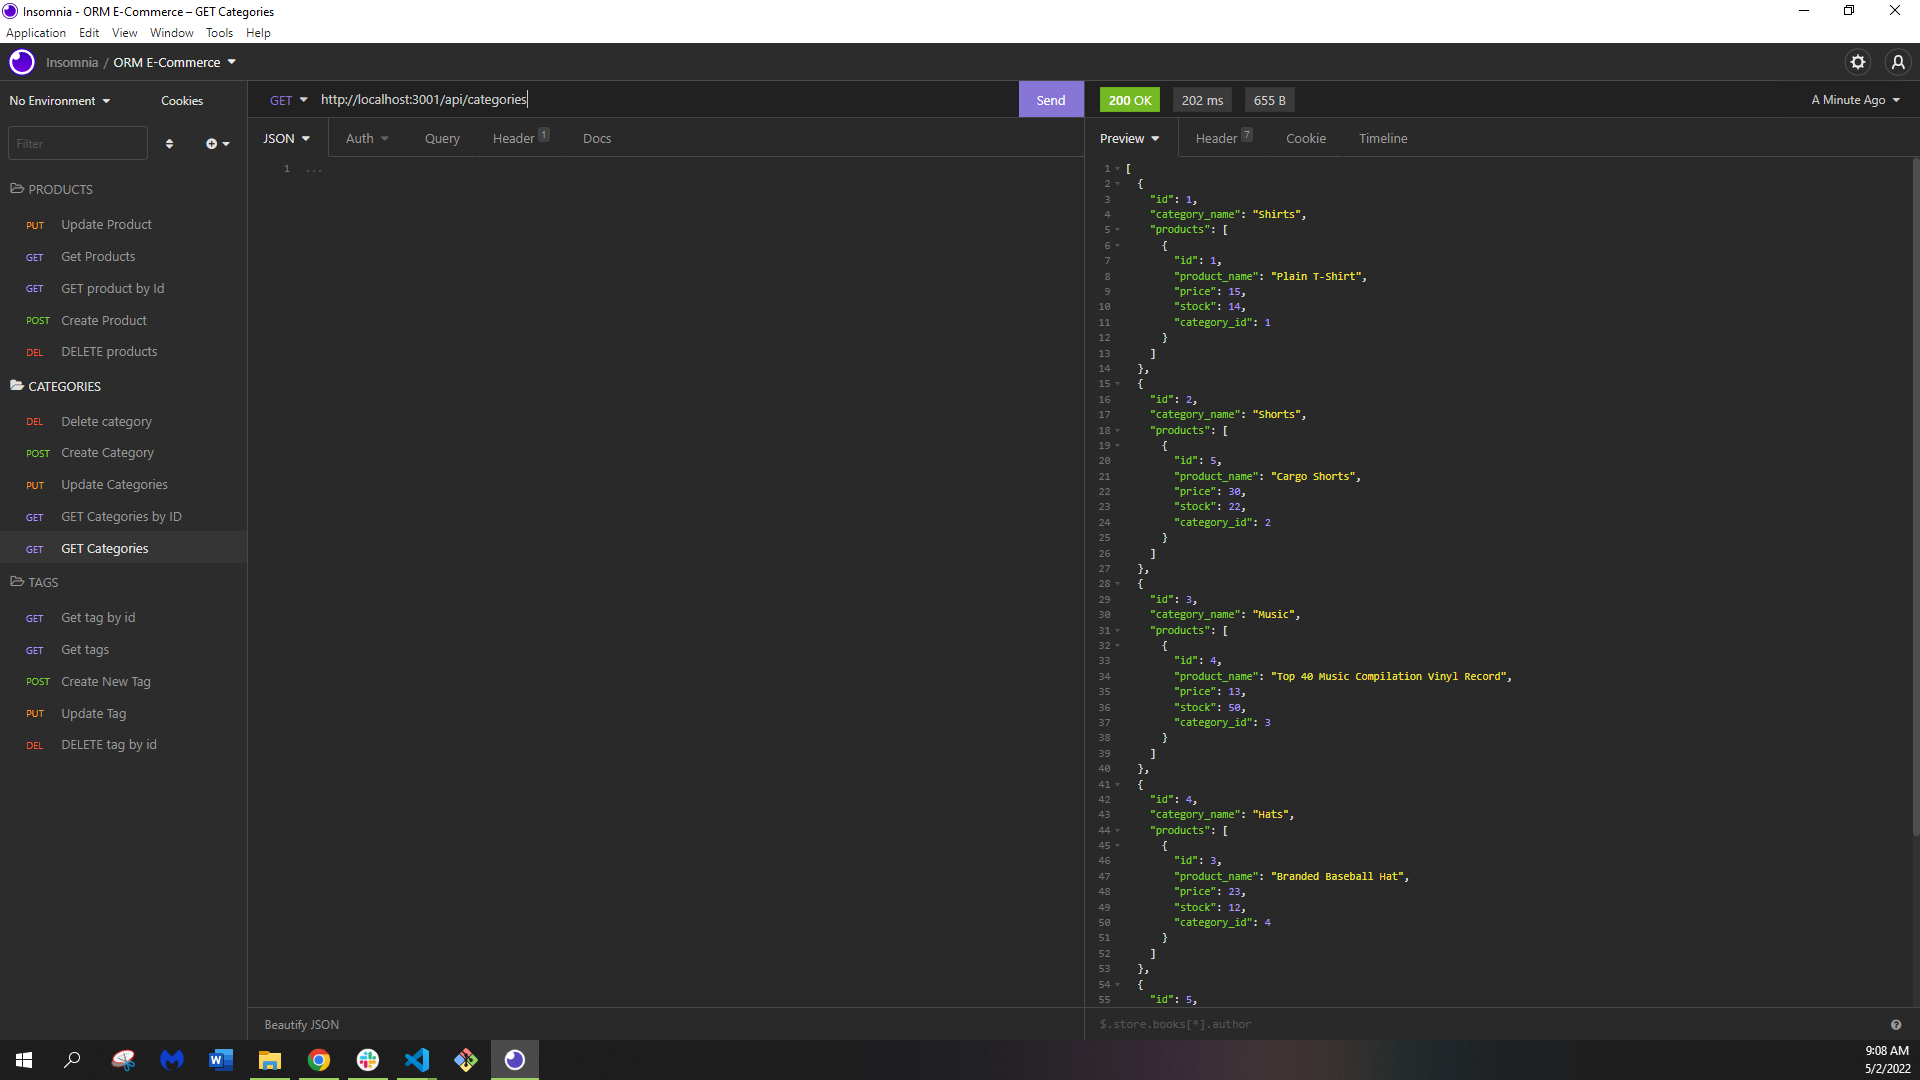 Insomnia - ORM E-Commerce – GET Categories
Application Edit View Window Tools Help
Insomnia / ORM E-Commerce
No Environment Cookies
GET http://localhost:3001/api/categories Send
200 OK 202 ms 655 B A Minute Ago
Filter
JSON Auth Query Header 1 Docs
Preview Header 7 Cookie Timeline
PRODUCTS
PUT Update Product
GET Get Products
GET GET product by Id
POST Create Product
DEL DELETE products
CATEGORIES
DEL Delete category
POST Create Category
PUT Update Categories
GET GET Categories by ID
GET GET Categories
TAGS
GET Get tag by id
GET Get tags
POST Create New Tag
PUT Update Tag
DEL DELETE tag by id
1 ...
Beautify JSON
1 [
2 {
3 "id": 1,
4 "category_name": "Shirts",
5 "products": [
6 {
7 "id": 1,
8 "product_name": "Plain T-Shirt",
9 "price": 15,
10 "stock": 14,
11 "category_id": 1
12 }
13 ]
14 },
15 {
16 "id": 2,
17 "category_name": "Shorts",
18 "products": [
19 {
20 "id": 5,
21 "product_name": "Cargo Shorts",
22 "price": 30,
23 "stock": 22,
24 "category_id": 2
25 }
26 ]
27 },
28 {
29 "id": 3,
30 "category_name": "Music",
31 "products": [
32 {
33 "id": 4,
34 "product_name": "Top 40 Music Compilation Vinyl Record",
35 "price": 13,
36 "stock": 50,
37 "category_id": 3
38 }
39 ]
40 },
41 {
42 "id": 4,
43 "category_name": "Hats",
44 "products": [
45 {
46 "id": 3,
47 "product_name": "Branded Baseball Hat",
48 "price": 23,
49 "stock": 12,
50 "category_id": 4
51 }
52 ]
53 },
54 {
55 "id": 5,
$.store.books[*].author
9:08 AM
5/2/2022